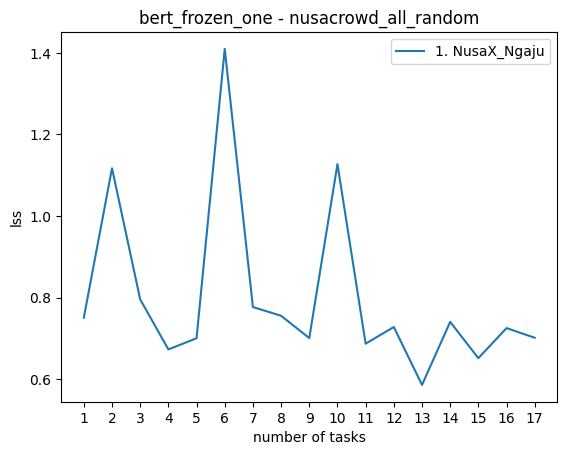 bert_frozen_one - nusacrowd_all_random
1. NusaX_Ngaju
lss
1.4
1.2
1.0
0.8
0.6
1 2 3 4 5 6 7 8 9 10 11 12 13 14 15 16 17
number of tasks